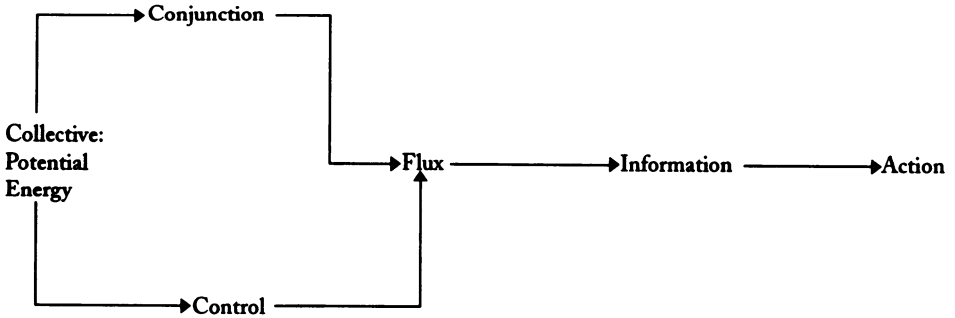 Conjunction
Collective:
Potential
Energy
Flux
Information
Action
Control